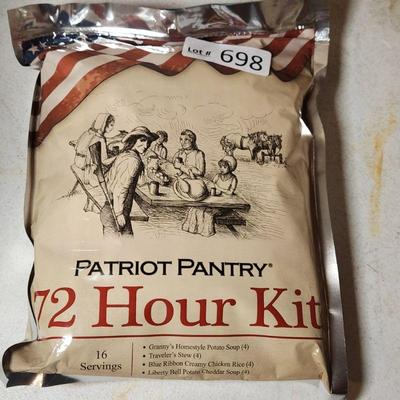 Lot # 698
PATRIOT PANTRY®
72 Hour Kit
16
Servings
• Granny's Homestyle Potato Soup (4)
• Traveler's Stew (4)
• Blue Ribbon Creamy Chicken Rice (4)
• Liberty Bell Potato Cheddar Soup (4)